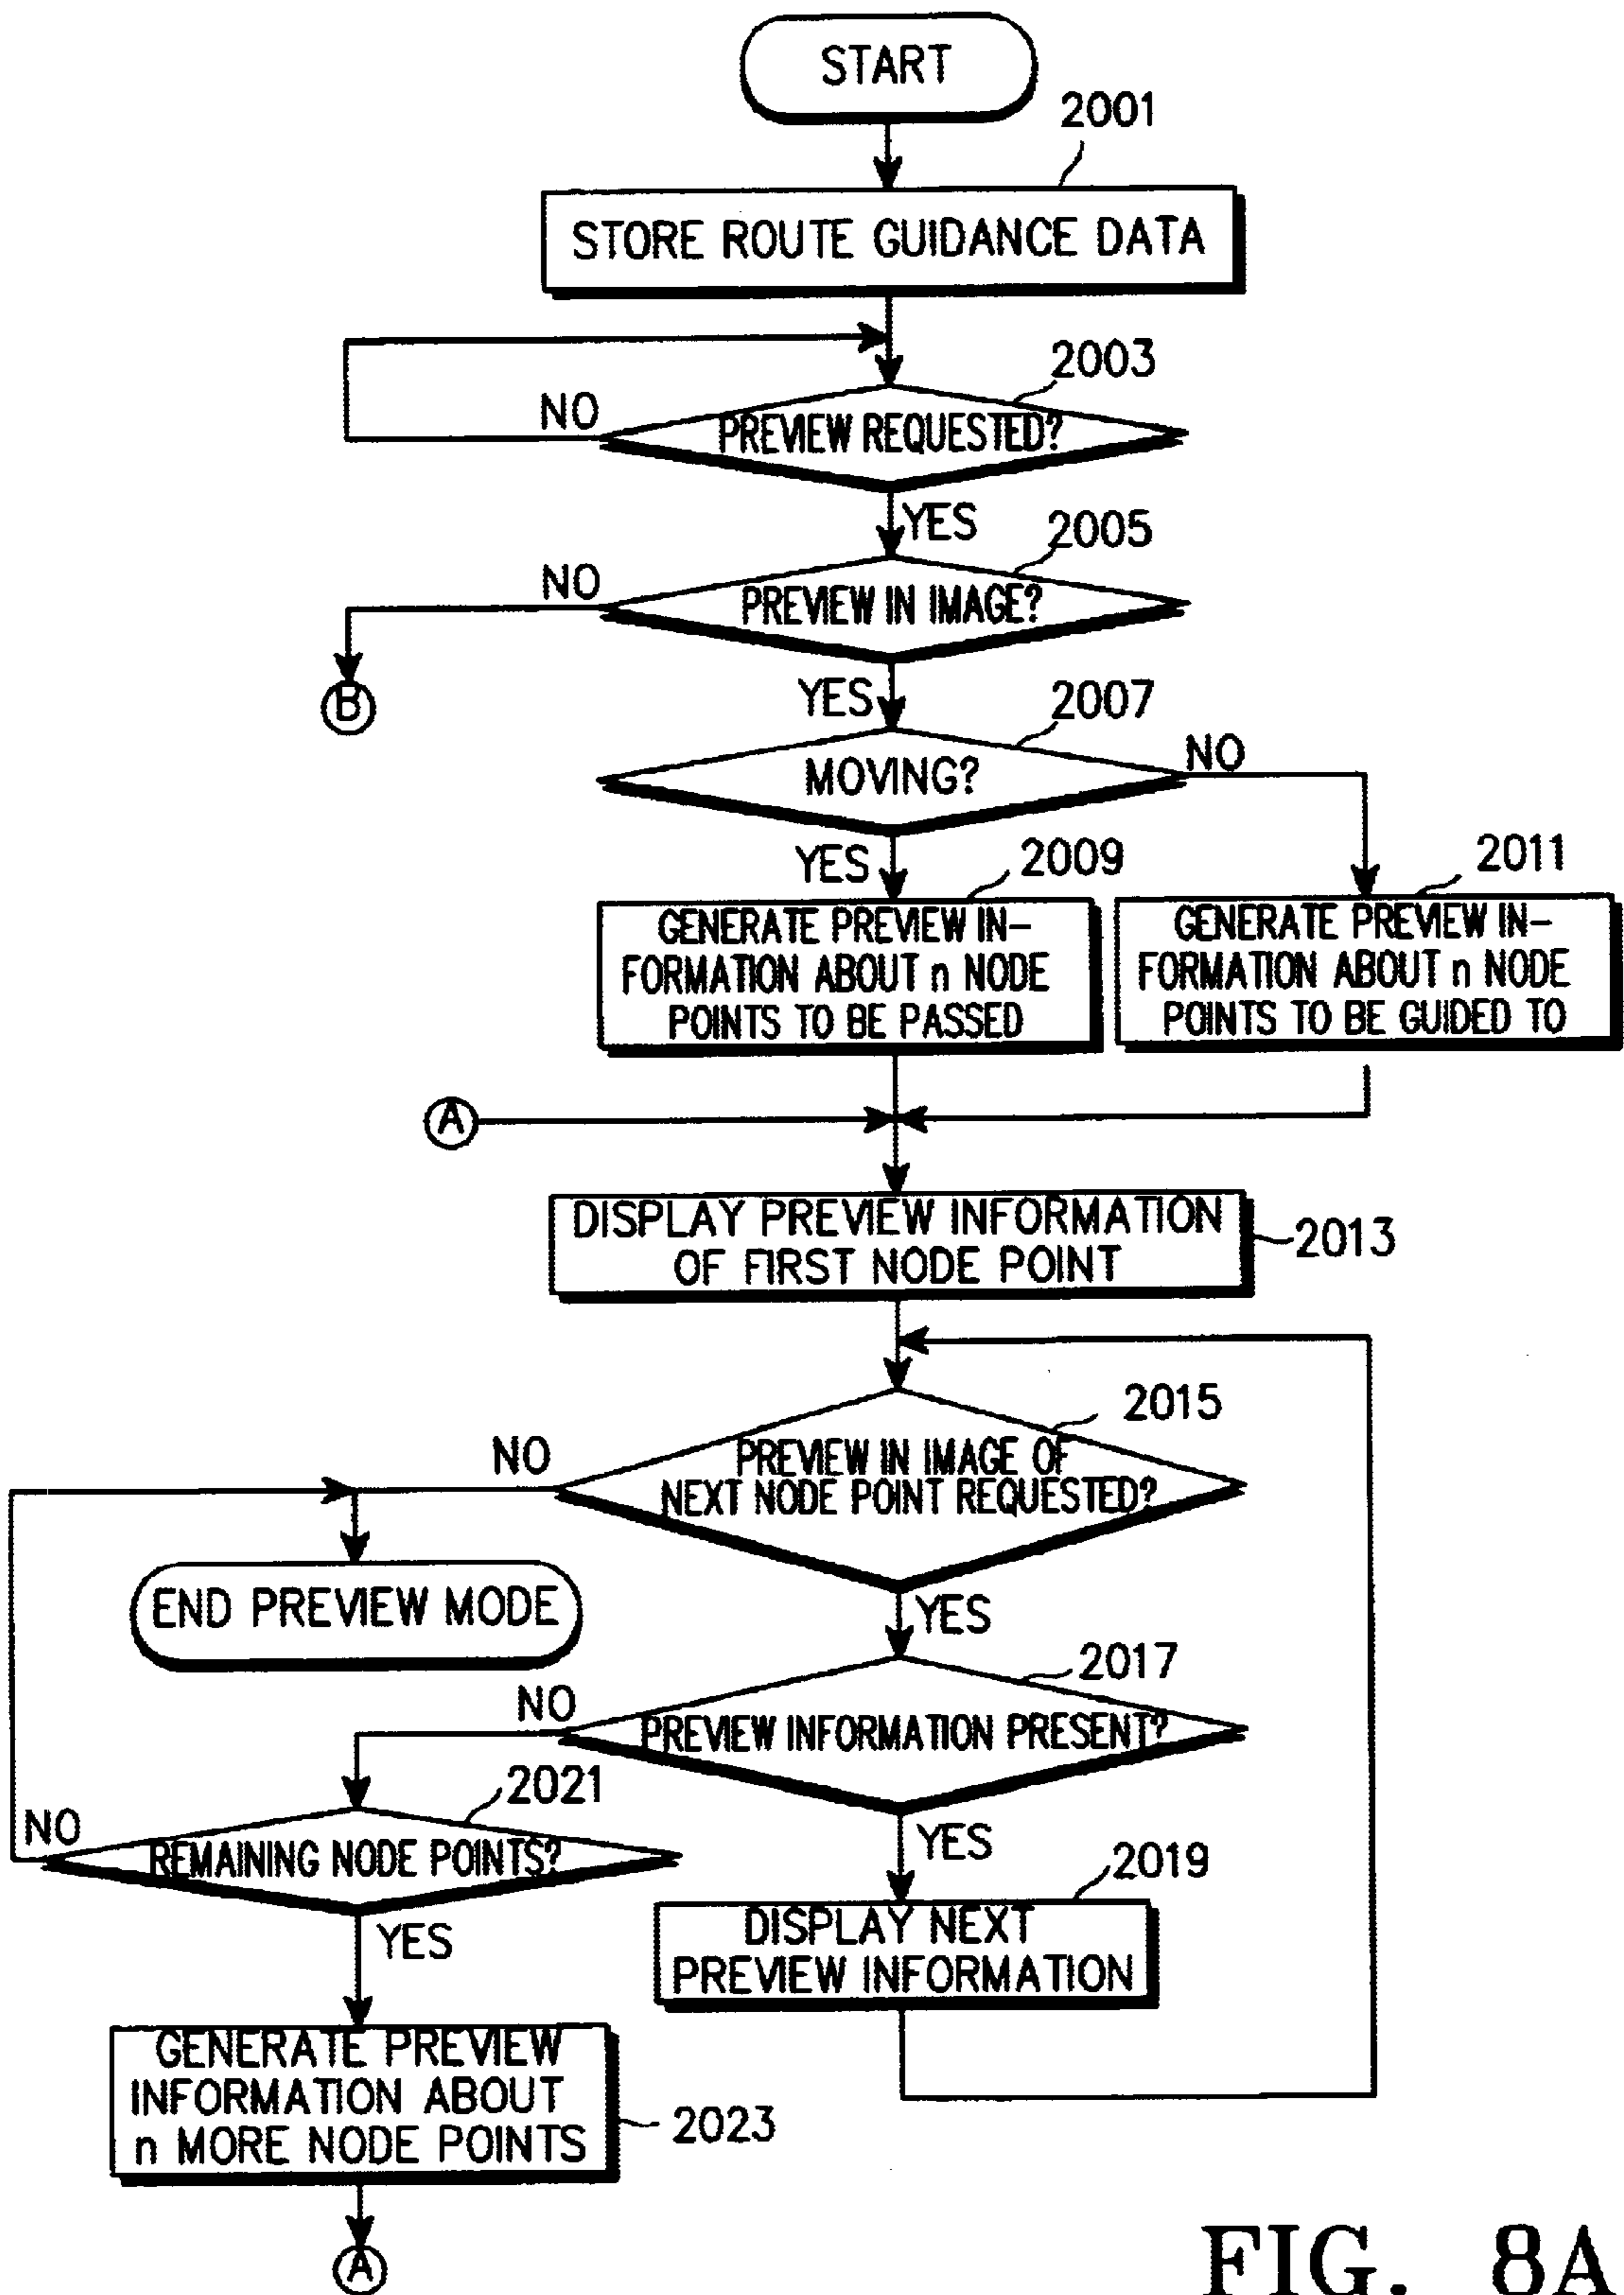 START
2001
STORE ROUTE GUIDANCE DATA
2003
NO
PREVIEW REQUESTED?
YES
2005
NO
PREVIEW IN IMAGE?
B
YES
2007
MOVING?
NO
YES
2009
2011
GENERATE PREVIEW IN-
FORMATION ABOUT n NODE
POINTS TO BE PASSED
GENERATE PREVIEW IN-
FORMATION ABOUT n NODE
POINTS TO BE GUIDED TO
A
DISPLAY PREVIEW INFORMATION
OF FIRST NODE POINT
2013
2015
NO
PREVIEW IN IMAGE OF
NEXT NODE POINT REQUESTED?
END PREVIEW MODE
YES
2017
NO
PREVIEW INFORMATION PRESENT?
2021
NO
REMAINING NODE POINTS?
YES
2019
YES
DISPLAY NEXT
PREVIEW INFORMATION
GENERATE PREVIEW
INFORMATION ABOUT
n MORE NODE POINTS
2023
A
FIG. 8A